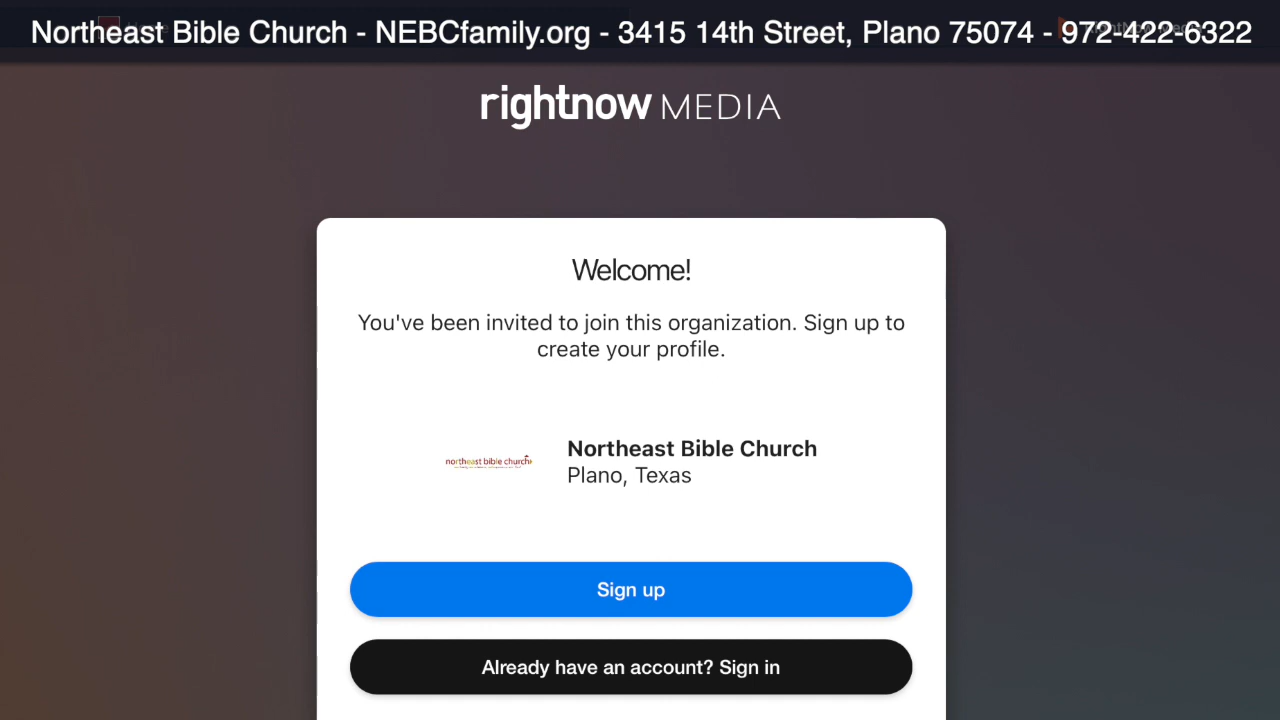 Northeast Bible Church - NEBCfamily.org - 3415 14th Street, Plano 75074 - 972-422-6322
rightnow MEDIA
Welcome!
You've been invited to join this organization. Sign up to
create your profile.
northeast bible church
Northeast Bible Church
Plano, Texas
Sign up
Already have an account? Sign in